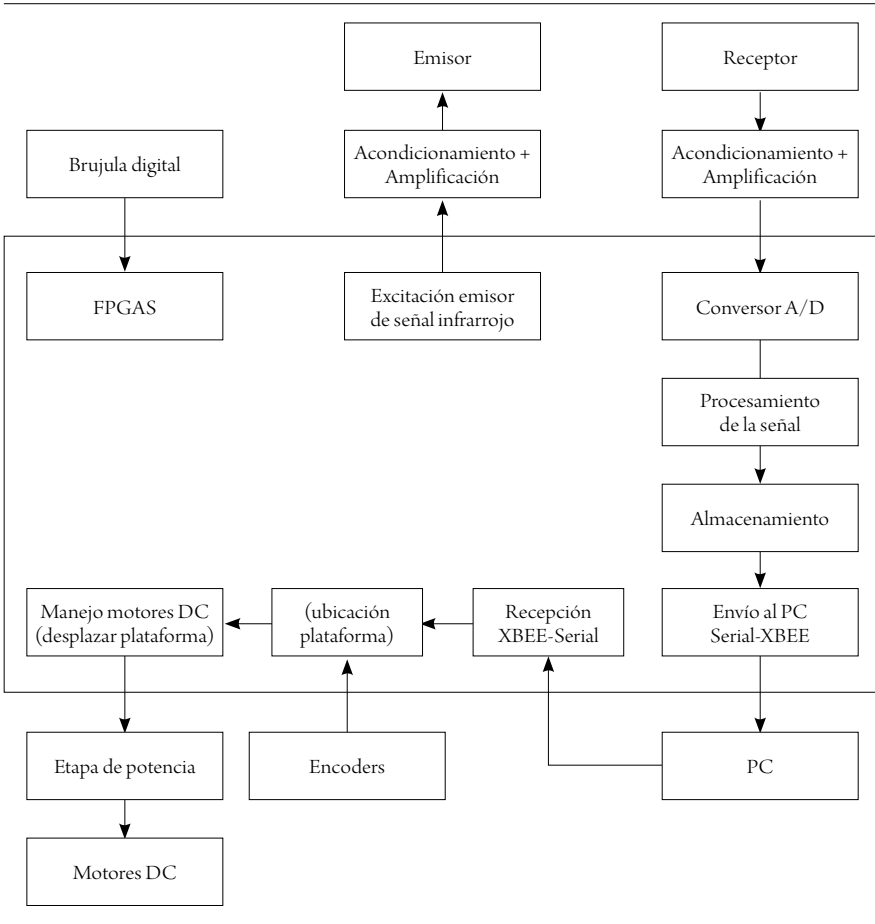 Emisor
Receptor
Brujula digital
Acondicionamiento +
Amplificación
Acondicionamiento +
Amplificación
FPGAS
Excitación emisor
de señal infrarrojo
Conversor A/D
Procesamiento
de la señal
Almacenamiento
Manejo motores DC
(desplazar plataforma)
(ubicación
plataforma)
Recepción
XBEE-Serial
Envío al PC
Serial-XBEE
Etapa de potencia
Encoders
PC
Motores DC